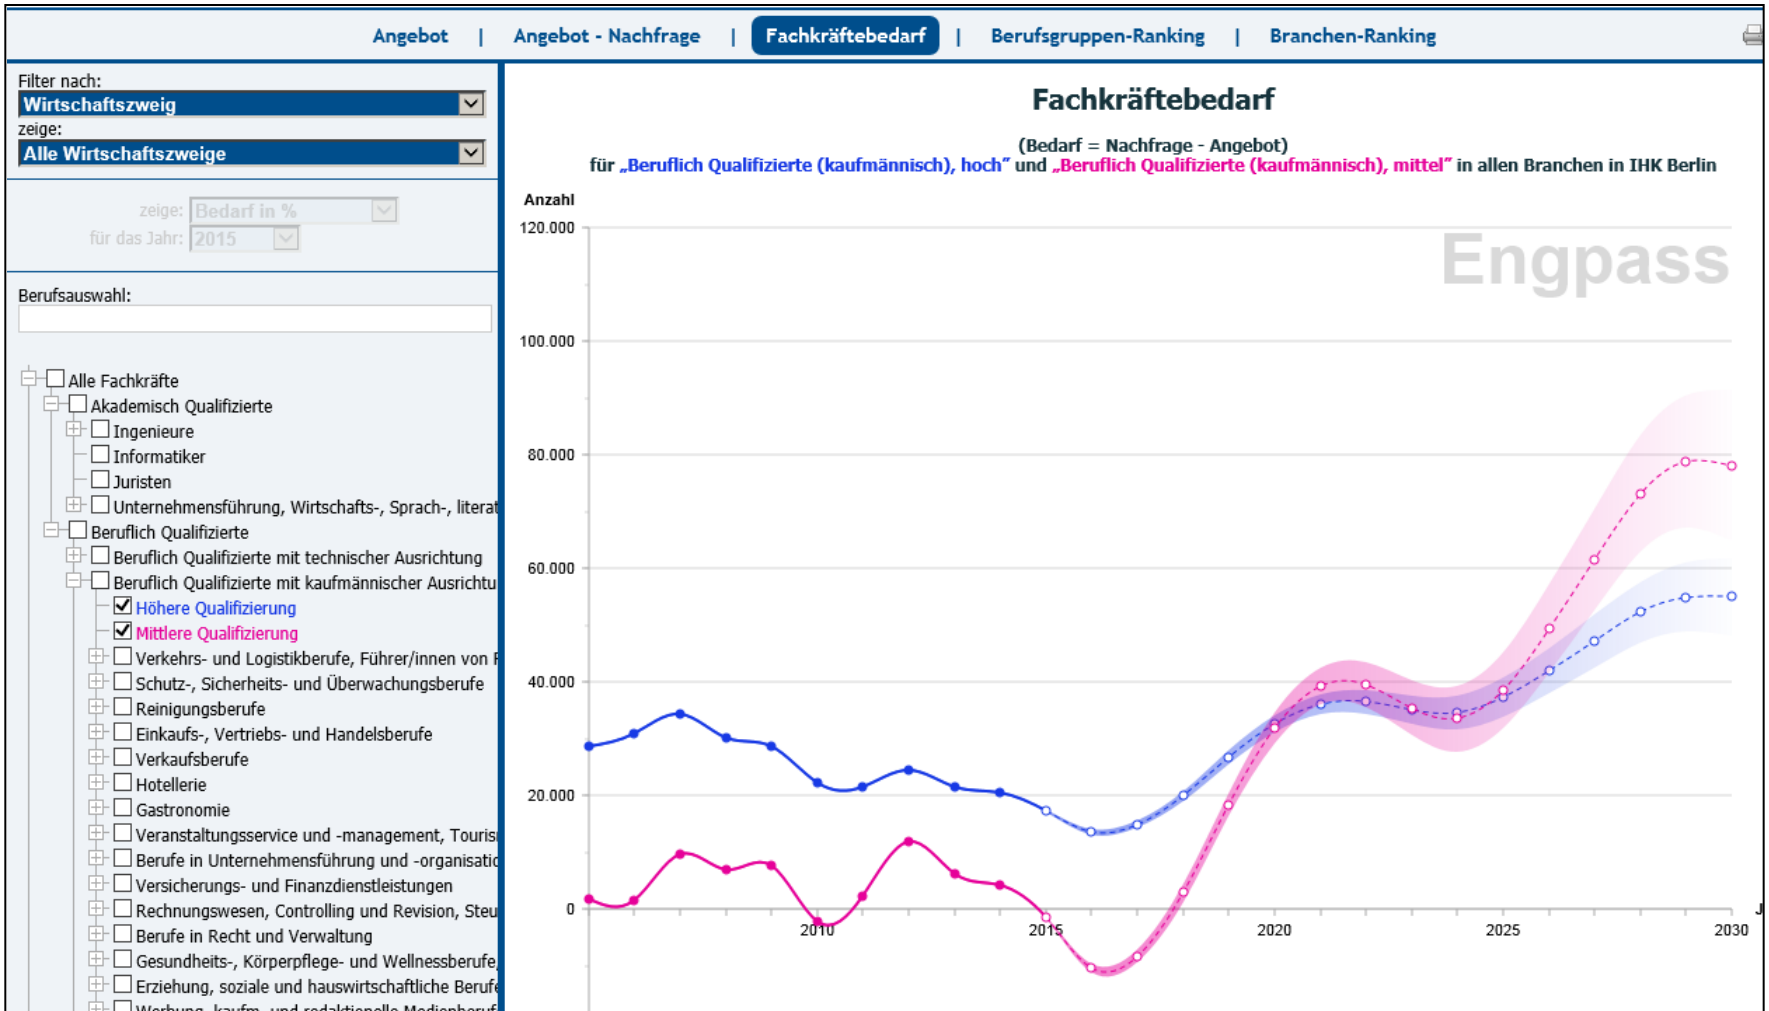 Angebot | Angebot - Nachfrage | Fachkräftebedarf | Berufsgruppen-Ranking | Branchen-Ranking
Filter nach:
Wirtschaftszweig
zeige:
Alle Wirtschaftszweige
zeige: Bedarf in %
für das Jahr: 2015
Berufsauswahl:
Alle Fachkräfte
Akademisch Qualifizierte
Ingenieure
Informatiker
Juristen
Unternehmensführung, Wirtschafts-, Sprach-, literat
Beruflich Qualifizierte
Beruflich Qualifizierte mit technischer Ausrichtung
Beruflich Qualifizierte mit kaufmännischer Ausrichtu
Höhere Qualifizierung
Mittlere Qualifizierung
Verkehrs- und Logistikberufe, Führer/innen von F
Schutz-, Sicherheits- und Überwachungsberufe
Reinigungsberufe
Einkaufs-, Vertriebs- und Handelsberufe
Verkaufsberufe
Hotellerie
Gastronomie
Veranstaltungsservice und -management, Touris
Berufe in Unternehmensführung und -organisatio
Versicherungs- und Finanzdienstleistungen
Rechnungswesen, Controlling und Revision, Steu
Berufe in Recht und Verwaltung
Gesundheits-, Körperpflege- und Wellnessberufe,
Erziehung, soziale und hauswirtschaftliche Berufe
Werbung, kaufm. und redaktionelle Medienberuf
Fachkräftebedarf
(Bedarf = Nachfrage - Angebot)
für „Beruflich Qualifizierte (kaufmännisch), hoch“ und „Beruflich Qualifizierte (kaufmännisch), mittel“ in allen Branchen in IHK Berlin
Anzahl
Engpass
120.000
100.000
80.000
60.000
40.000
20.000
0
J
2010 2015 2020 2025 2030